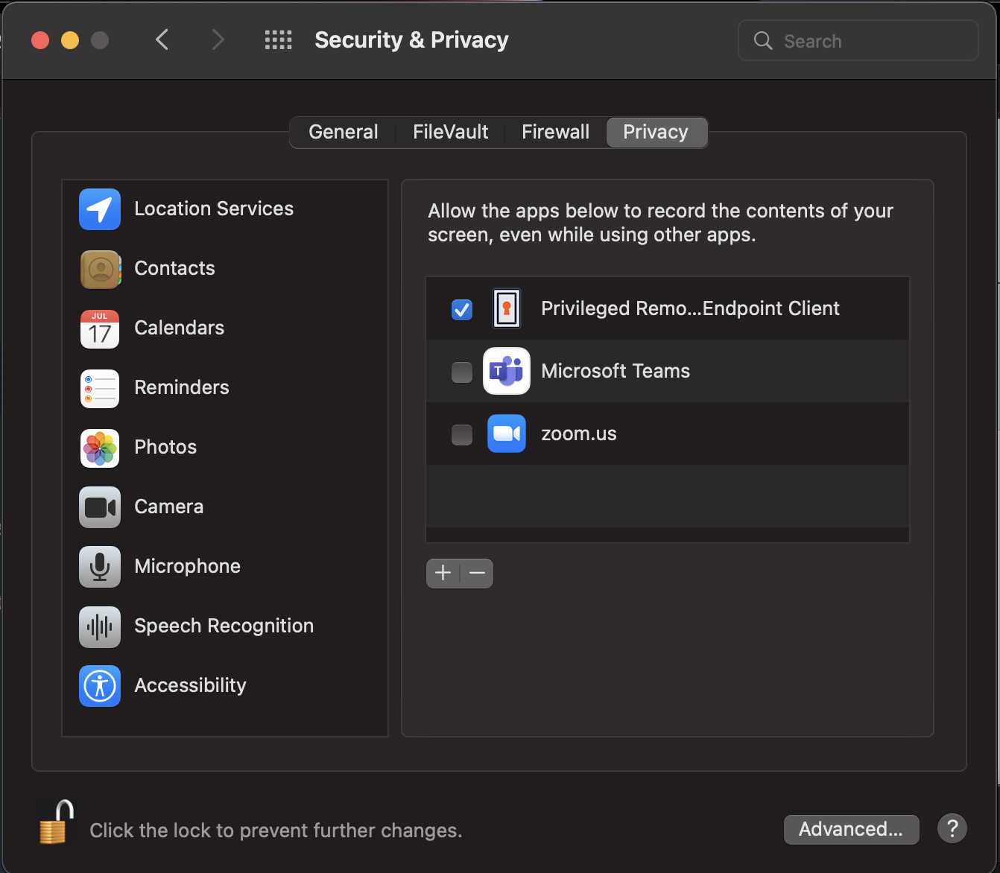 Security & Privacy
Search
General
FileVault
Firewall
Privacy
Location Services
Contacts
JUL
17
Calendars
Reminders
Photos
Camera
Microphone
Speech Recognition
Accessibility
Allow the apps below to record the contents of your
screen, even while using other apps.
Privileged Remo...Endpoint Client
T
Microsoft Teams
zoom.us
Click the lock to prevent further changes.
Advanced...
?